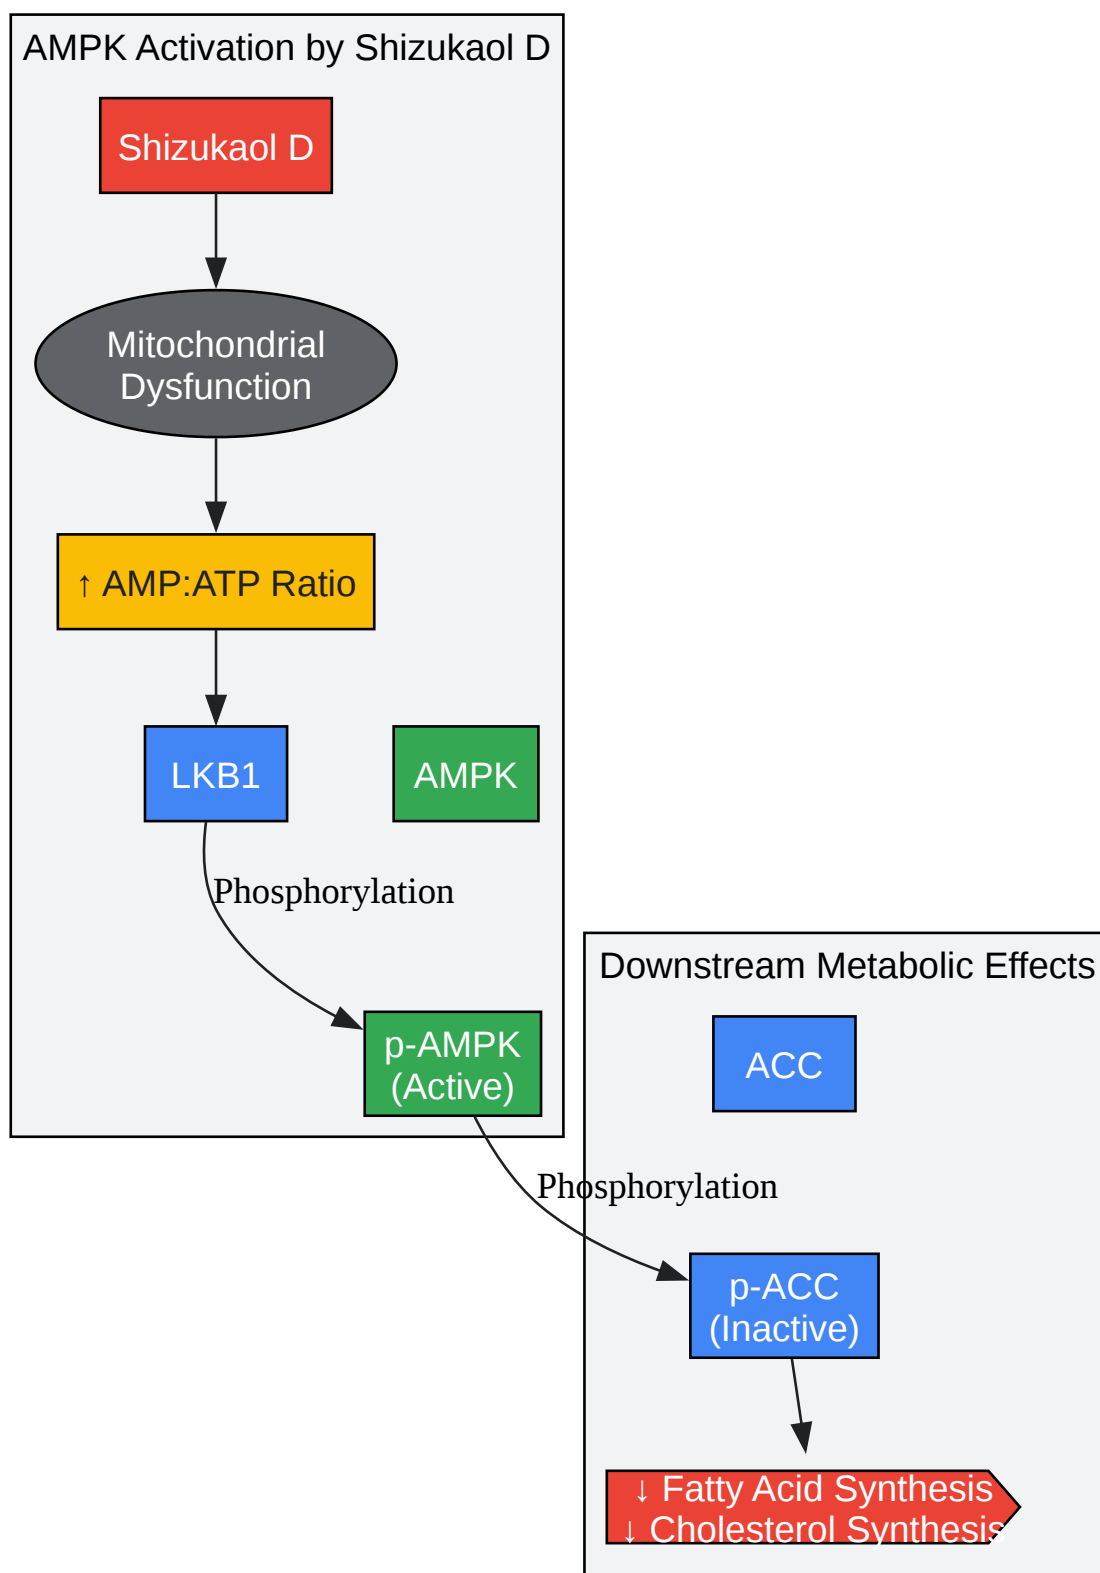 AMPK Activation by Shizukaol D
Shizukaol D
Mitochondrial
Dysfunction
↑ AMP:ATP Ratio
LKB1
AMPK
Phosphorylation
p-AMPK
(Active)
Downstream Metabolic Effects
ACC
Phosphorylation
p-ACC
(Inactive)
↓ Fatty Acid Synthesis
↓ Cholesterol Synthesis